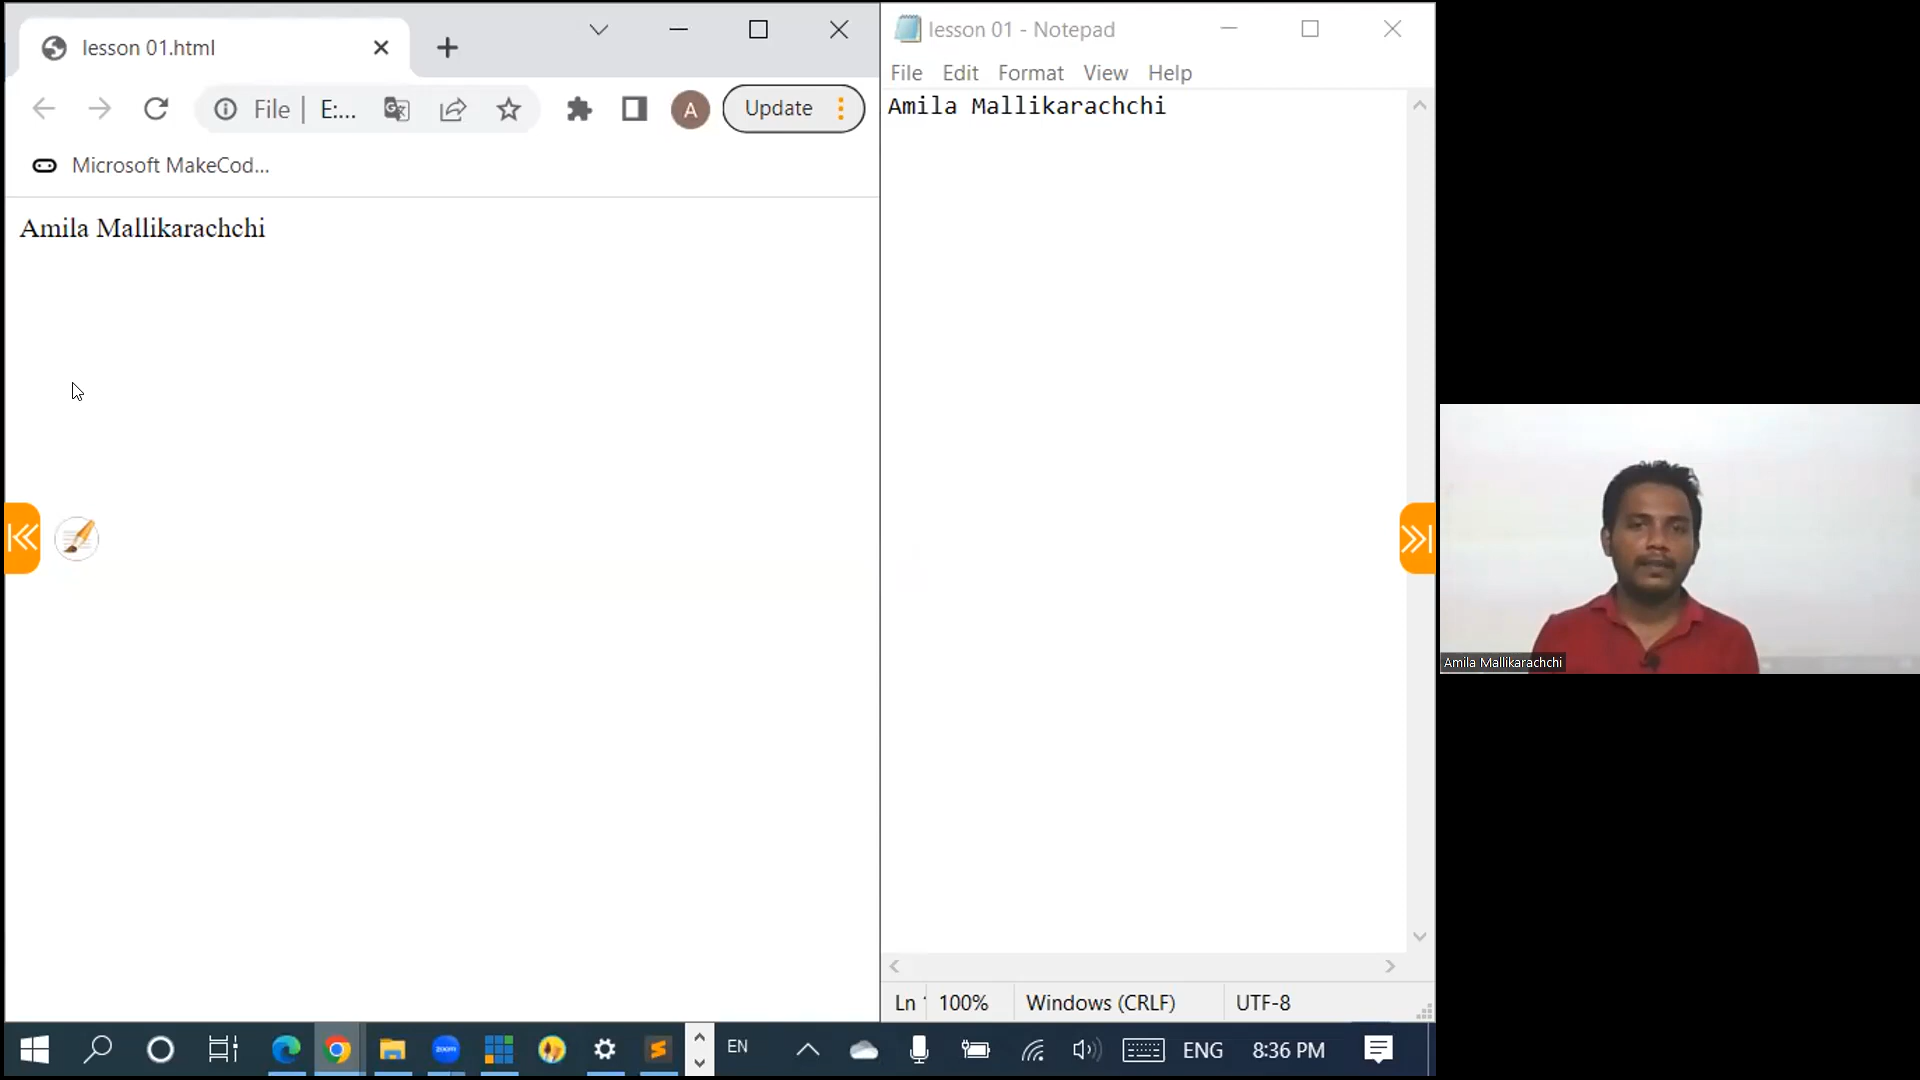 lesson 01.html
File
E:...
A
Update
Microsoft MakeCod...
Amila Mallikarachchi
lesson 01 - Notepad
File Edit Format View Help
Amila Mallikarachchi
Ln
100%
Windows (CRLF)
UTF-8
Amila Mallikarachchi
zoom
EN
ENG
8:36 PM